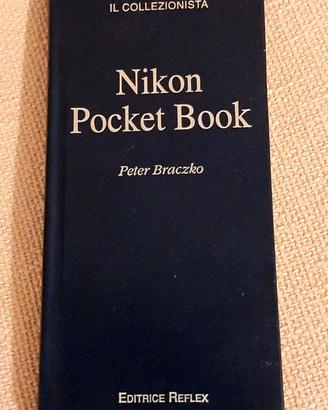 IL COLLEZIONISTA
Nikon
Pocket Book
Peter Braczko
EDITRICE REFLEX